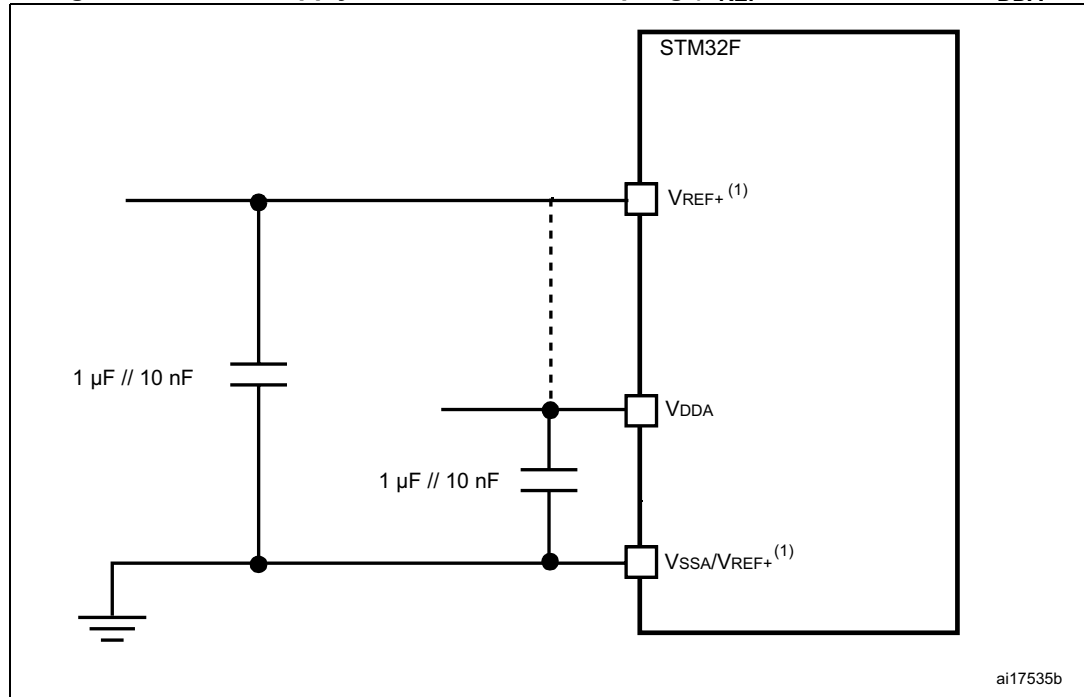 STM32F
VREF+ (1)
1 µF // 10 nF
VDDA
1 µF // 10 nF
VSSA/VREF+ (1)
ai17535b